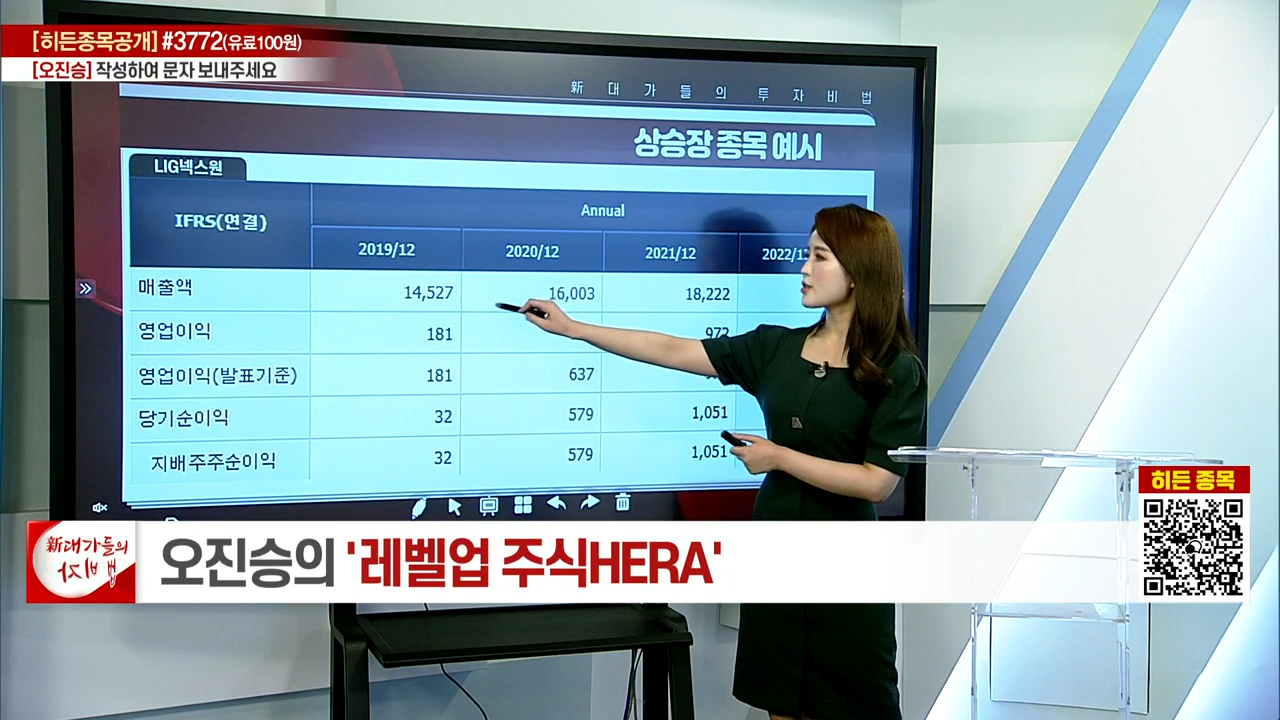 [히든종목공개] #3772(유료100원)
[오진승] 작성하여 문자 보내주세요
新 대가들의 투자비법
상승장 종목 예시
LIG넥스원
IFRS(연결)
Annual
2019/12 2020/12 2021/12 2022/12
매출액 14,527 16,003 18,222
영업이익 181 972
영업이익(발표기준) 181 637
당기순이익 32 579 1,051
지배주주순이익 32 579 1,051
히든 종목
新대가들의
투자비법
오진승의 '레벨업 주식HERA'